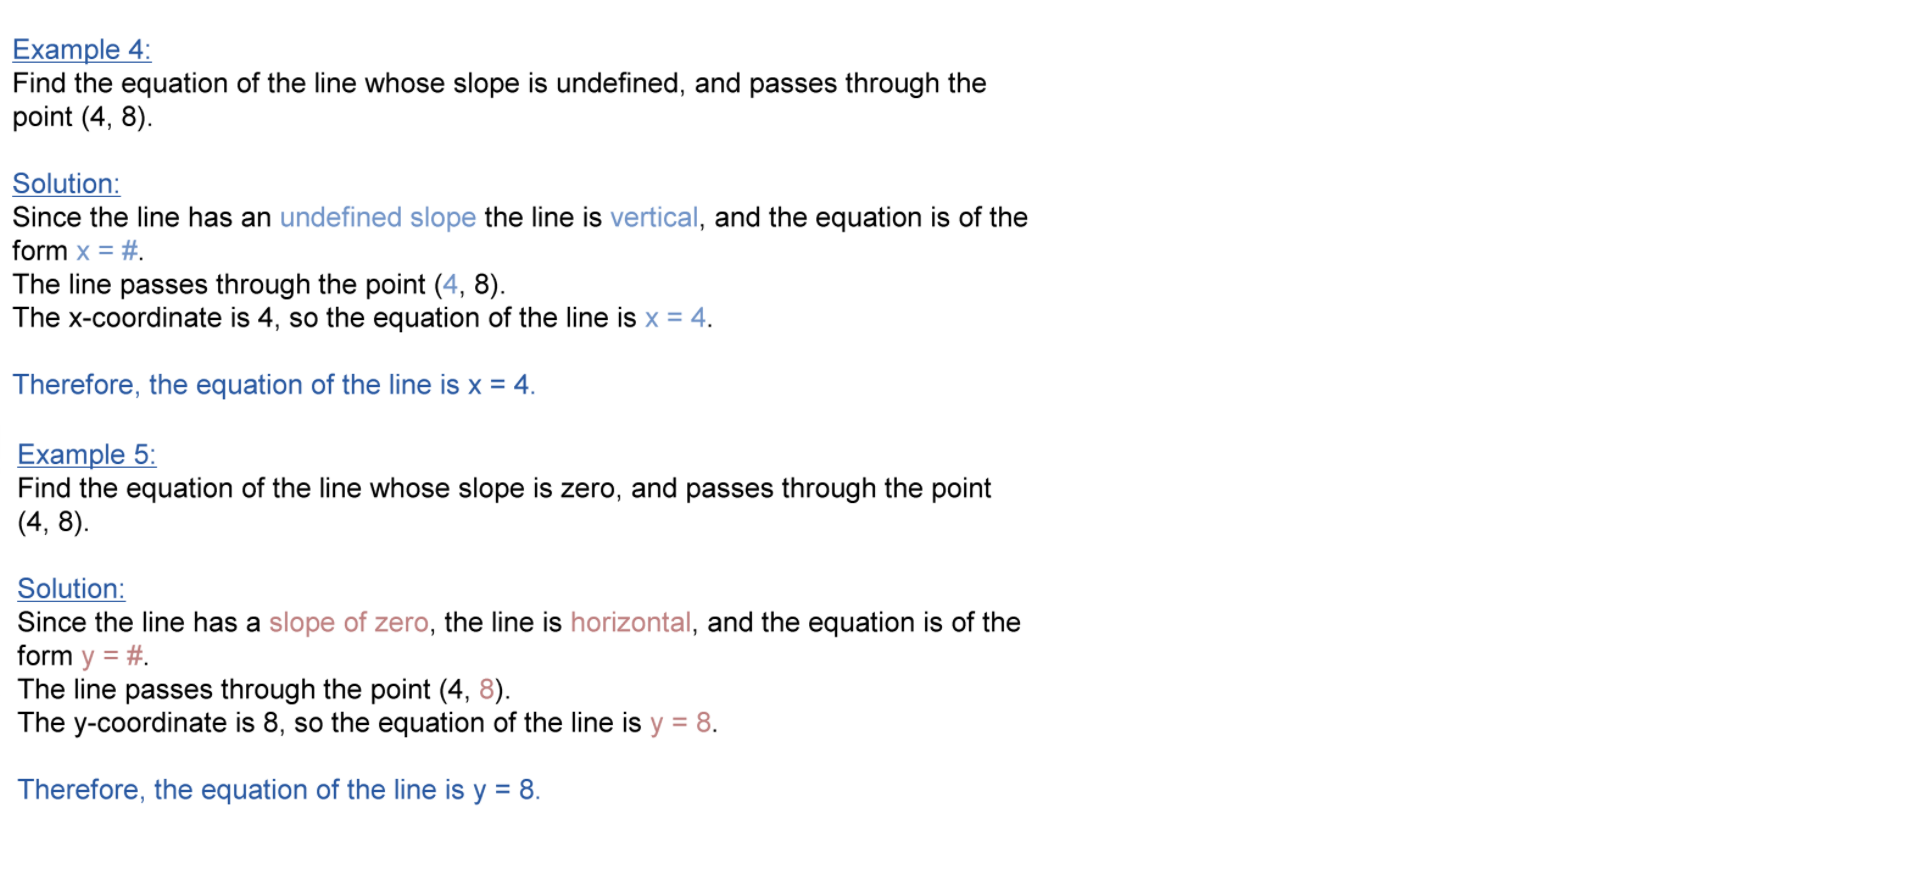 Example 4:
Find the equation of the line whose slope is undefined, and passes through the
point (4, 8).
Solution:
Since the line has an undefined slope the line is vertical, and the equation is of the
form x = #.
The line passes through the point (4, 8).
The x-coordinate is 4, so the equation of the line is x = 4.
Therefore, the equation of the line is x = 4.
Example 5:
Find the equation of the line whose slope is zero, and passes through the point
(4, 8).
Solution:
Since the line has a slope of zero, the line is horizontal, and the equation is of the
form y = #.
The line passes through the point (4, 8).
The y-coordinate is 8, so the equation of the line is y = 8.
Therefore, the equation of the line is y = 8.